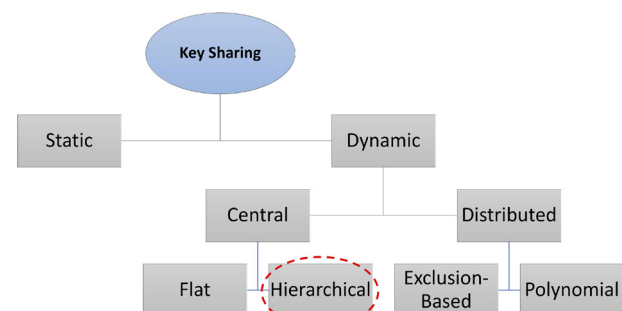 Key Sharing
Static
Dynamic
Central
Distributed
Flat
Hierarchical
Exclusion-
Based
Polynomial